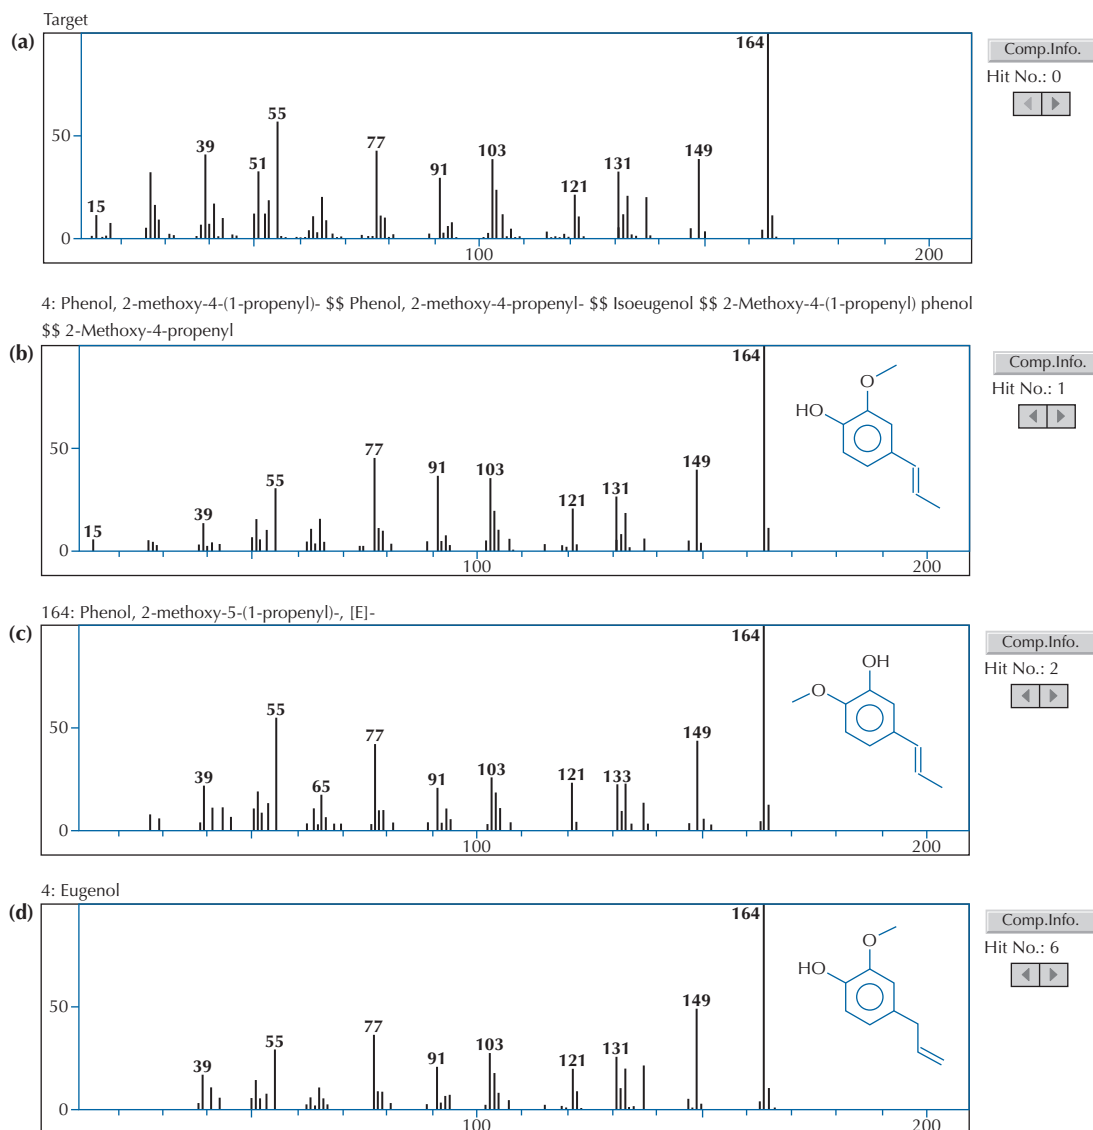 Target
(a)
164
Comp.Info.
Hit No.: 0
50
15
39
51
55
77
91
103
121
131
149
0
100
200
4: Phenol, 2-methoxy-4-(1-propenyl)- $$ Phenol, 2-methoxy-4-propenyl- $$ Isoeugenol $$ 2-Methoxy-4-(1-propenyl) phenol
$$ 2-Methoxy-4-propenyl
(b)
164
Comp.Info.
Hit No.: 1
O
HO
50
15
39
55
77
91
103
121
131
149
0
100
200
164: Phenol, 2-methoxy-5-(1-propenyl)-, [E]-
(c)
164
Comp.Info.
Hit No.: 2
OH
O
50
39
55
65
77
91
103
121
133
149
0
100
200
4: Eugenol
(d)
164
Comp.Info.
Hit No.: 6
O
HO
50
39
55
77
91
103
121
131
149
0
100
200